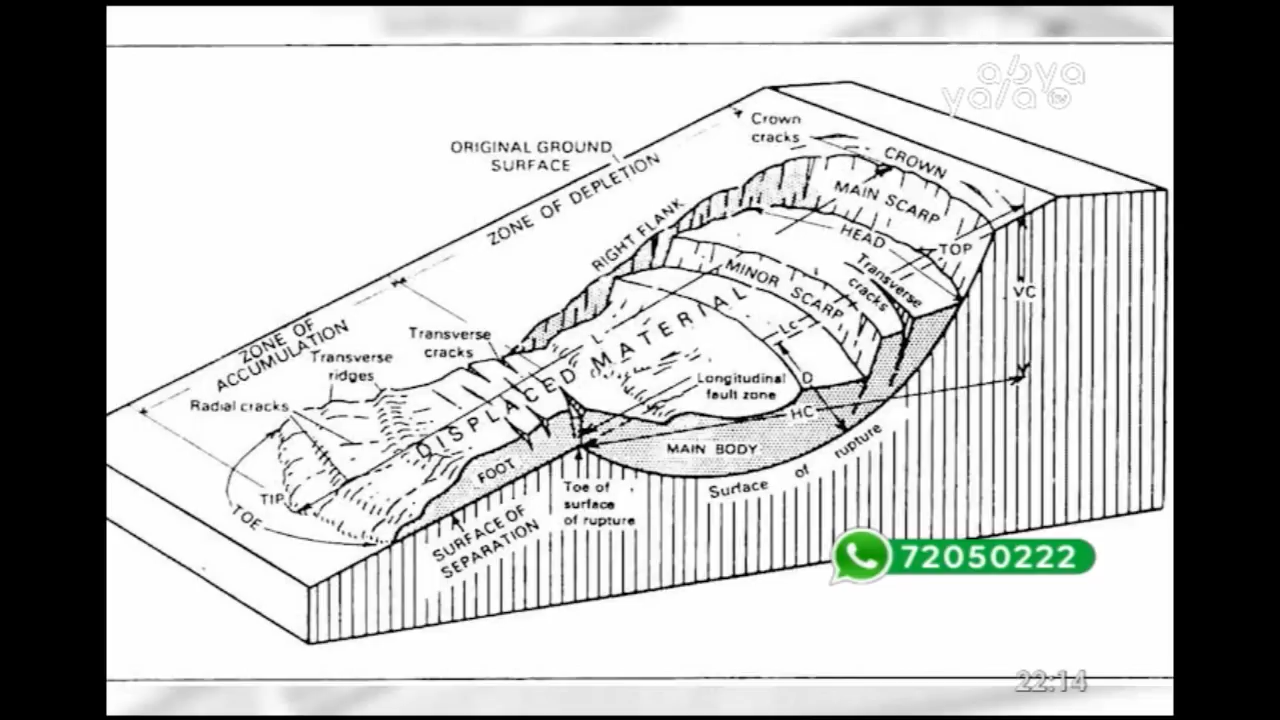 abya
yala tv
Crown
cracks
ORIGINAL GROUND
SURFACE
CROWN
ZONE OF DEPLETION
MAIN SCARP
RIGHT FLANK
HEAD
TOP
Transverse
cracks
MINOR SCARP
VC
ZONE OF
ACCUMULATION
Transverse
cracks
L
Lc
DISPLACED MATERIAL
Transverse
ridges
Longitudinal
fault zone
D
Radial cracks
HC
MAIN BODY
FOOT
Surface of rupture
TIP
TOE
Toe of
surface
of rupture
SURFACE OF
SEPARATION
72050222
22:14